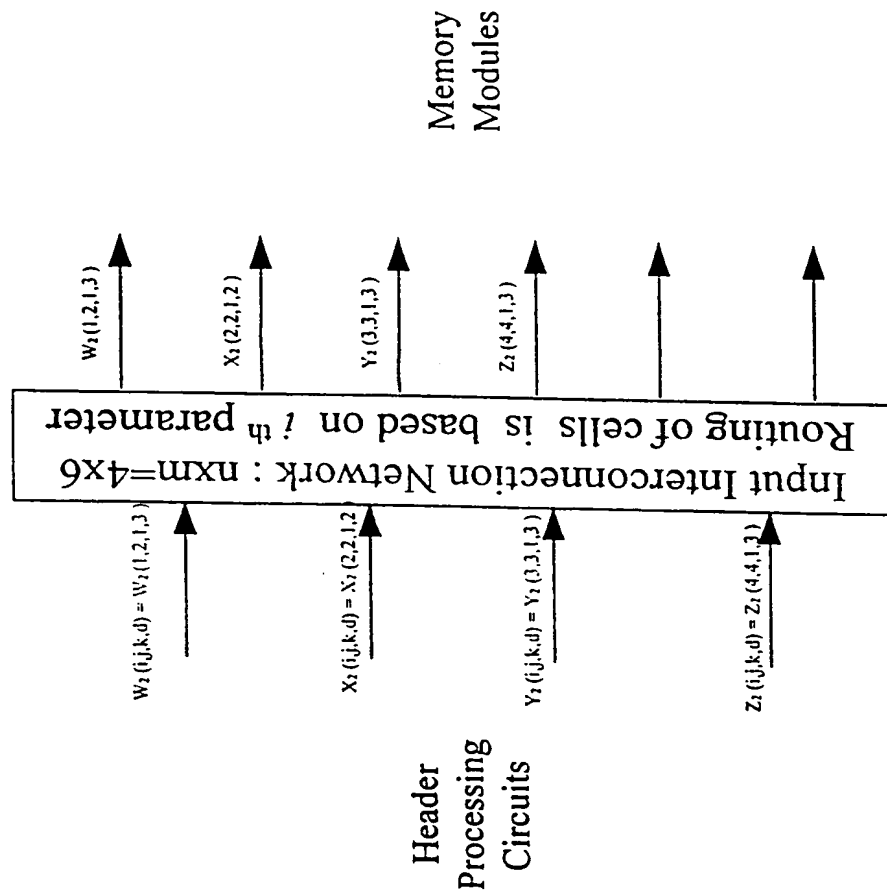 Header
Processing
Circuits
W₂ (i,j,k,d) = W₂ (1,2,1,3)
X₂ (i,j,k,d) = X₂ (2,2,1,2)
Y₂ (i,j,k,d) = Y₂ (3,3,1,3)
Z₂ (i,j,k,d) = Z₂ (4,4,1,3)
Input Interconnection Network : nxm=4x6
Routing of cells is based on i th parameter
W₂ (1,2,1,3)
X₂ (2,2,1,2)
Y₂ (3,3,1,3)
Z₂ (4,4,1,3)
Memory
Modules